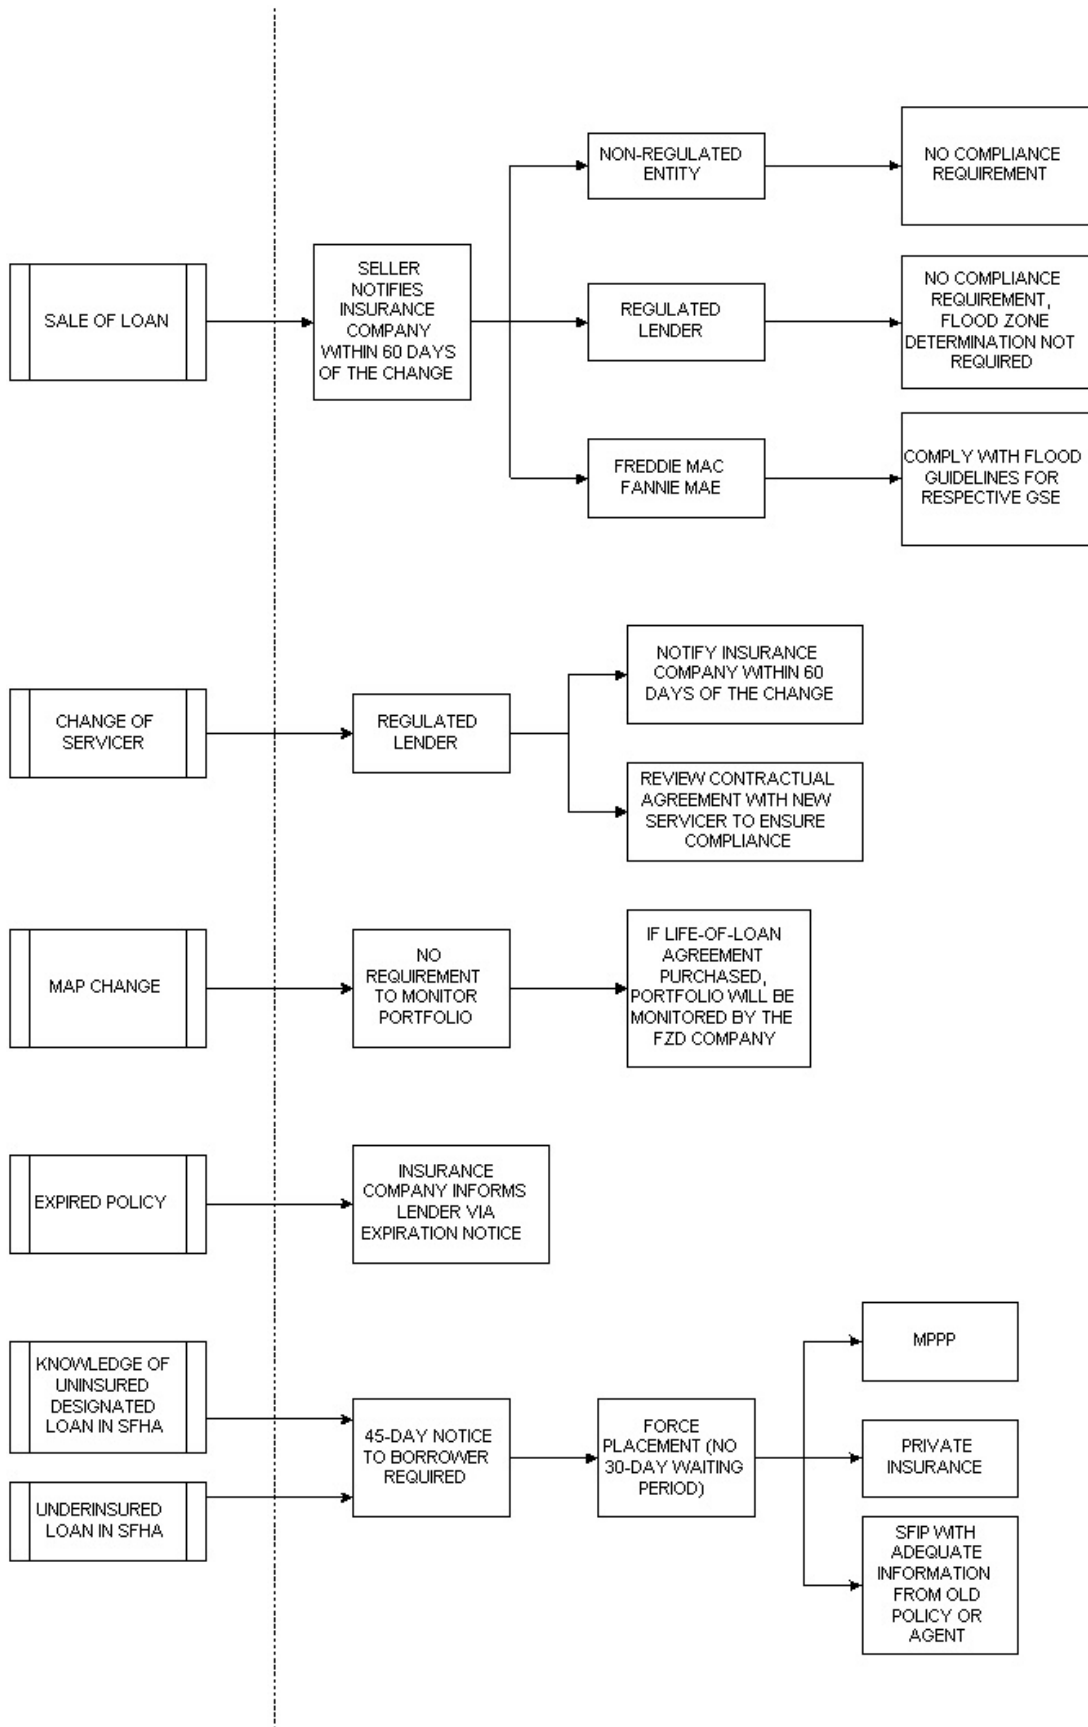 NON-REGULATED
ENTITY
NO COMPLIANCE
REQUIREMENT
SALE OF LOAN
SELLER
NOTIFIES
INSURANCE
COMPANY
WITHIN 60 DAYS
OF THE CHANGE
REGULATED
LENDER
NO COMPLIANCE
REQUIREMENT,
FLOOD ZONE
DETERMINATION NOT
REQUIRED
FREDDIE MAC
FANNIE MAE
COMPLY WITH FLOOD
GUIDELINES FOR
RESPECTIVE GSE
CHANGE OF
SERVICER
REGULATED
LENDER
NOTIFY INSURANCE
COMPANY WITHIN 60
DAYS OF THE CHANGE
REVIEW CONTRACTUAL
AGREEMENT WITH NEW
SERVICER TO ENSURE
COMPLIANCE
MAP CHANGE
NO
REQUIREMENT
TO MONITOR
PORTFOLIO
IF LIFE-OF-LOAN
AGREEMENT
PURCHASED,
PORTFOLIO WILL BE
MONITORED BY THE
FZD COMPANY
EXPIRED POLICY
INSURANCE
COMPANY INFORMS
LENDER VIA
EXPIRATION NOTICE
KNOWLEDGE OF
UNINSURED
DESIGNATED
LOAN IN SFHA
UNDERINSURED
LOAN IN SFHA
45-DAY NOTICE
TO BORROWER
REQUIRED
FORCE
PLACEMENT (NO
30-DAY WAITING
PERIOD)
MPPP
PRIVATE
INSURANCE
SFIP WITH
ADEQUATE
INFORMATION
FROM OLD
POLICY OR
AGENT